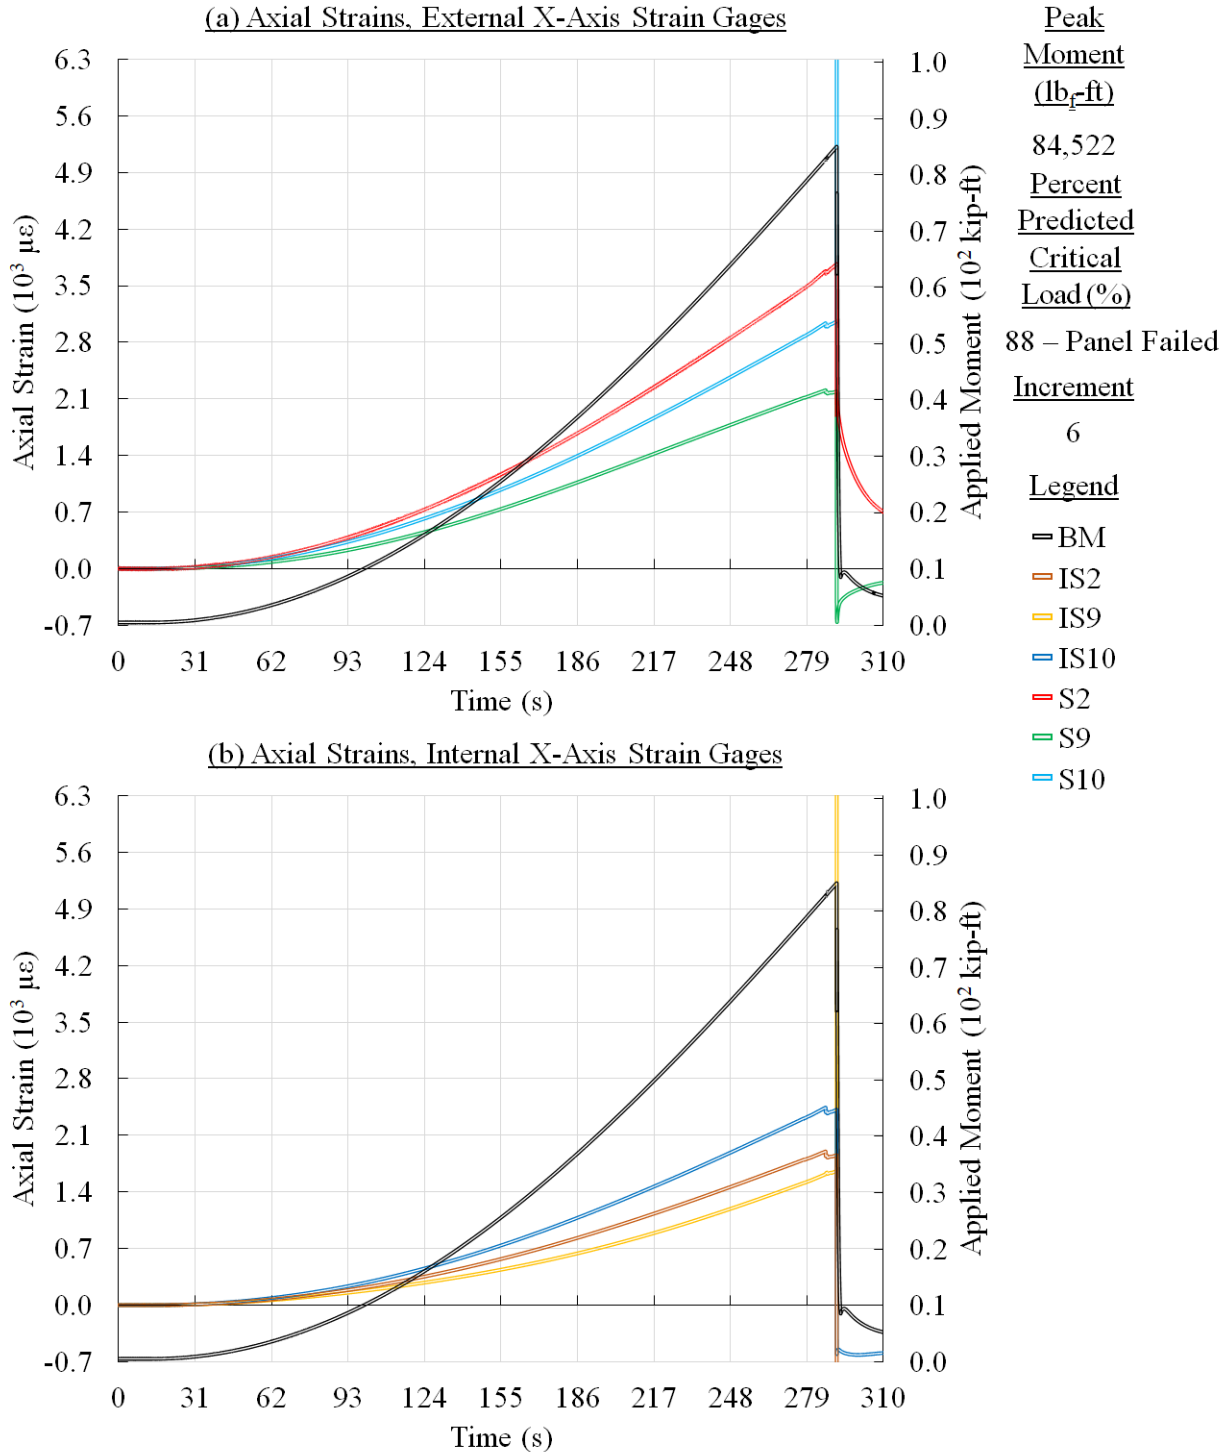 (a) Axial Strains, External X-Axis Strain Gages
6.3
5.6
4.9
4.2
3.5
2.8
2.1
1.4
0.7
0.0
-0.7
Axial Strain (10³ µε)
1.0
0.9
0.8
0.7
0.6
0.5
0.4
0.3
0.2
0.1
0.0
Applied Moment (10² kip-ft)
0 31 62 93 124 155 186 217 248 279 310
Time (s)
Peak
Moment
(lb_f-ft)
84,522
Percent
Predicted
Critical
Load (%)
88 – Panel Failed
Increment
6
Legend
BM
IS2
IS9
IS10
S2
S9
S10
(b) Axial Strains, Internal X-Axis Strain Gages
6.3
5.6
4.9
4.2
3.5
2.8
2.1
1.4
0.7
0.0
-0.7
Axial Strain (10³ µε)
1.0
0.9
0.8
0.7
0.6
0.5
0.4
0.3
0.2
0.1
0.0
Applied Moment (10² kip-ft)
0 31 62 93 124 155 186 217 248 279 310
Time (s)